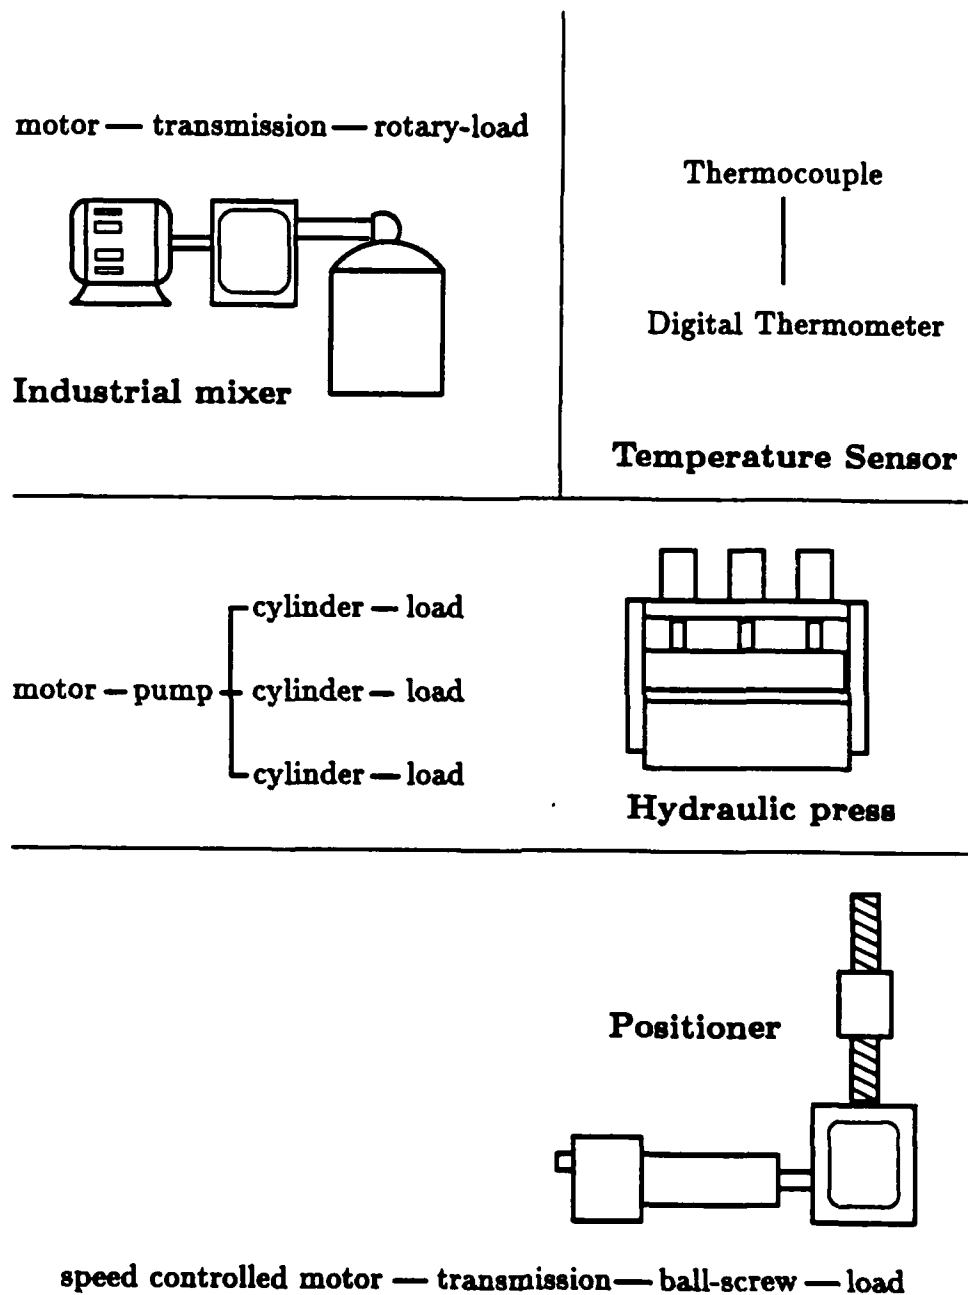 motor — transmission — rotary-load
Industrial mixer
Thermocouple
Digital Thermometer
Temperature Sensor
cylinder — load
motor — pump cylinder — load
cylinder — load
Hydraulic press
Positioner
speed controlled motor — transmission — ball-screw — load